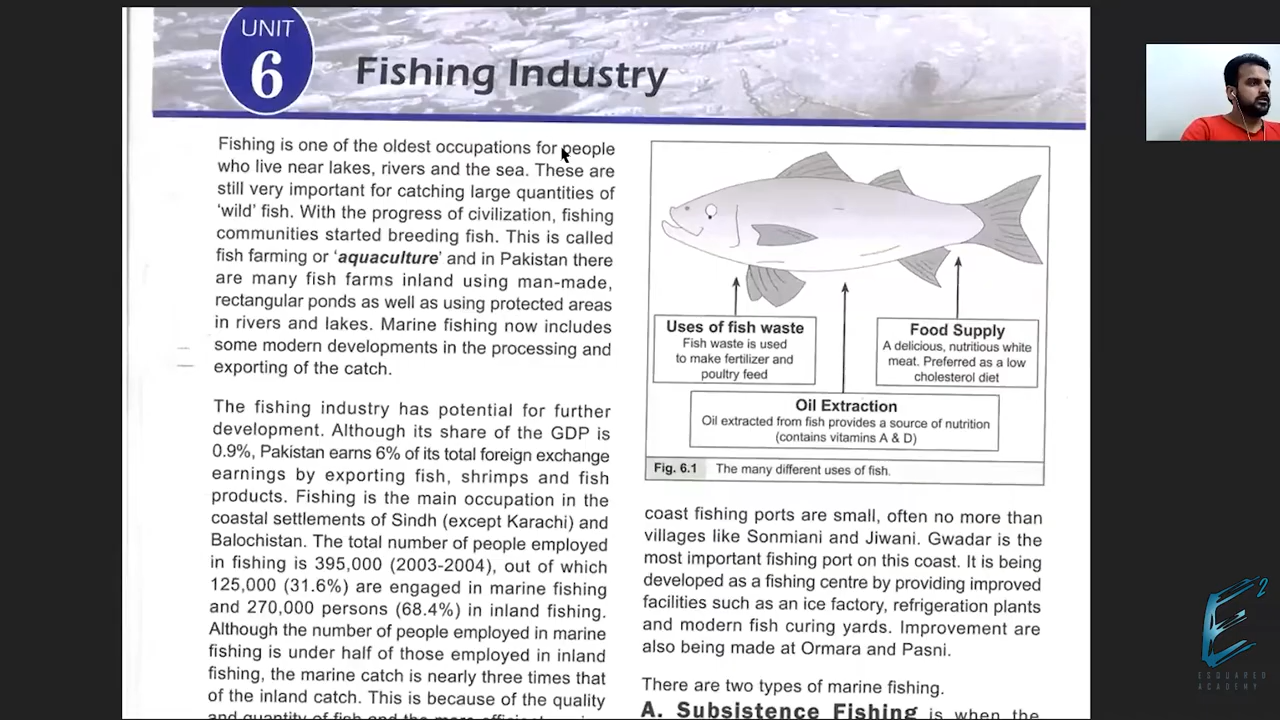 UNIT
6
Fishing Industry
Fishing is one of the oldest occupations for people
who live near lakes, rivers and the sea. These are
still very important for catching large quantities of
‘wild’ fish. With the progress of civilization, fishing
communities started breeding fish. This is called
fish farming or ‘aquaculture’ and in Pakistan there
are many fish farms inland using man-made,
rectangular ponds as well as using protected areas
in rivers and lakes. Marine fishing now includes
some modern developments in the processing and
exporting of the catch.
The fishing industry has potential for further
development. Although its share of the GDP is
0.9%, Pakistan earns 6% of its total foreign exchange
earnings by exporting fish, shrimps and fish
products. Fishing is the main occupation in the
coastal settlements of Sindh (except Karachi) and
Balochistan. The total number of people employed
in fishing is 395,000 (2003-2004), out of which
125,000 (31.6%) are engaged in marine fishing
and 270,000 persons (68.4%) in inland fishing.
Although the number of people employed in marine
fishing is under half of those employed in inland
fishing, the marine catch is nearly three times that
of the inland catch. This is because of the quality
and quantity of fish and the more efficient
Uses of fish waste
Fish waste is used
to make fertilizer and
poultry feed
Food Supply
A delicious, nutritious white
meat. Preferred as a low
cholesterol diet
Oil Extraction
Oil extracted from fish provides a source of nutrition
(contains vitamins A & D)
Fig. 6.1 The many different uses of fish.
coast fishing ports are small, often no more than
villages like Sonmiani and Jiwani. Gwadar is the
most important fishing port on this coast. It is being
developed as a fishing centre by providing improved
facilities such as an ice factory, refrigeration plants
and modern fish curing yards. Improvement are
also being made at Ormara and Pasni.
There are two types of marine fishing.
A. Subsistence Fishing is when the
E2
ESQUARED
ACADEMY